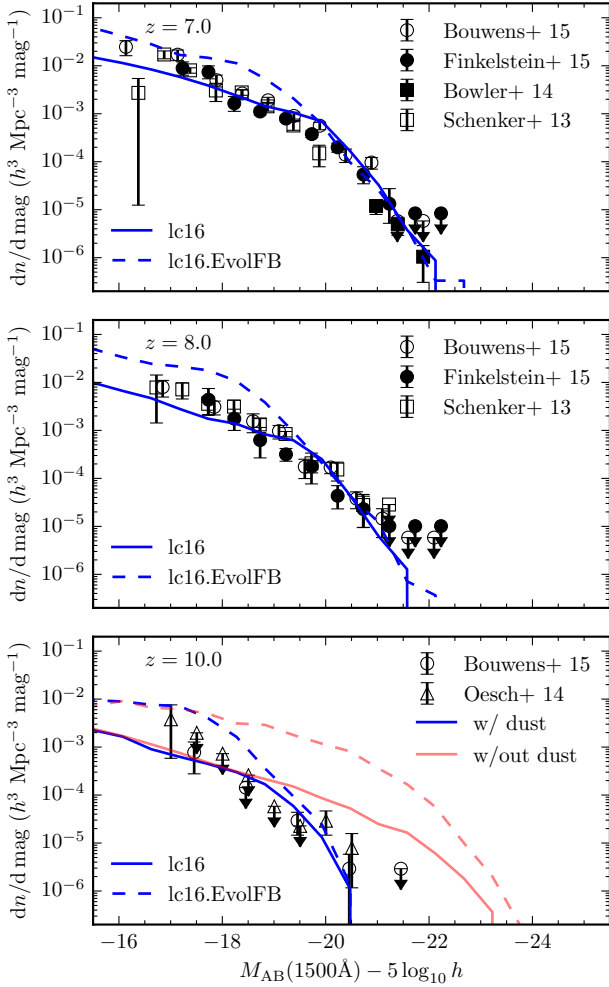 z = 7.0
Bouwens+ 15
Finkelstein+ 15
Bowler+ 14
Schenker+ 13
lc16
lc16.EvolFB
10⁻¹
10⁻²
10⁻³
10⁻⁴
10⁻⁵
10⁻⁶
dn/d mag (h³ Mpc⁻³ mag⁻¹)
z = 8.0
Bouwens+ 15
Finkelstein+ 15
Schenker+ 13
lc16
lc16.EvolFB
10⁻¹
10⁻²
10⁻³
10⁻⁴
10⁻⁵
10⁻⁶
dn/d mag (h³ Mpc⁻³ mag⁻¹)
z = 10.0
Bouwens+ 15
Oesch+ 14
w/ dust
w/out dust
lc16
lc16.EvolFB
10⁻¹
10⁻²
10⁻³
10⁻⁴
10⁻⁵
10⁻⁶
dn/d mag (h³ Mpc⁻³ mag⁻¹)
−16 −18 −20 −22 −24
M_AB(1500Å) − 5 log₁₀ h